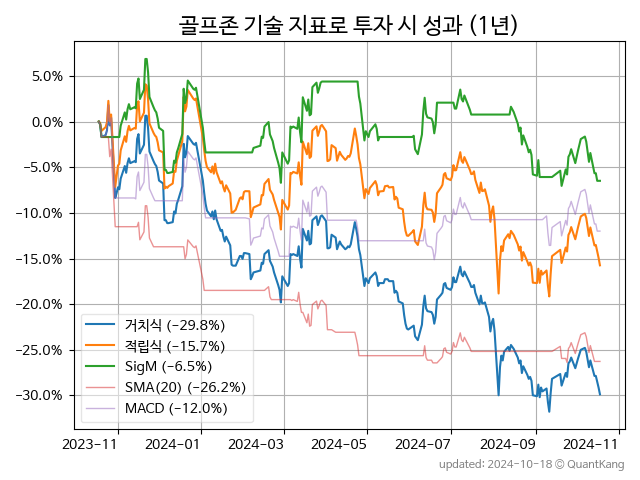 골프존 기술 지표로 투자 시 성과 (1년)
5.0%
0.0%
−5.0%
−10.0%
−15.0%
−20.0%
−25.0%
−30.0%
거치식 (−29.8%)
적립식 (−15.7%)
SigM (−6.5%)
SMA(20) (−26.2%)
MACD (−12.0%)
2023-11 2024-01 2024-03 2024-05 2024-07 2024-09 2024-11
updated: 2024-10-18 © QuantKang